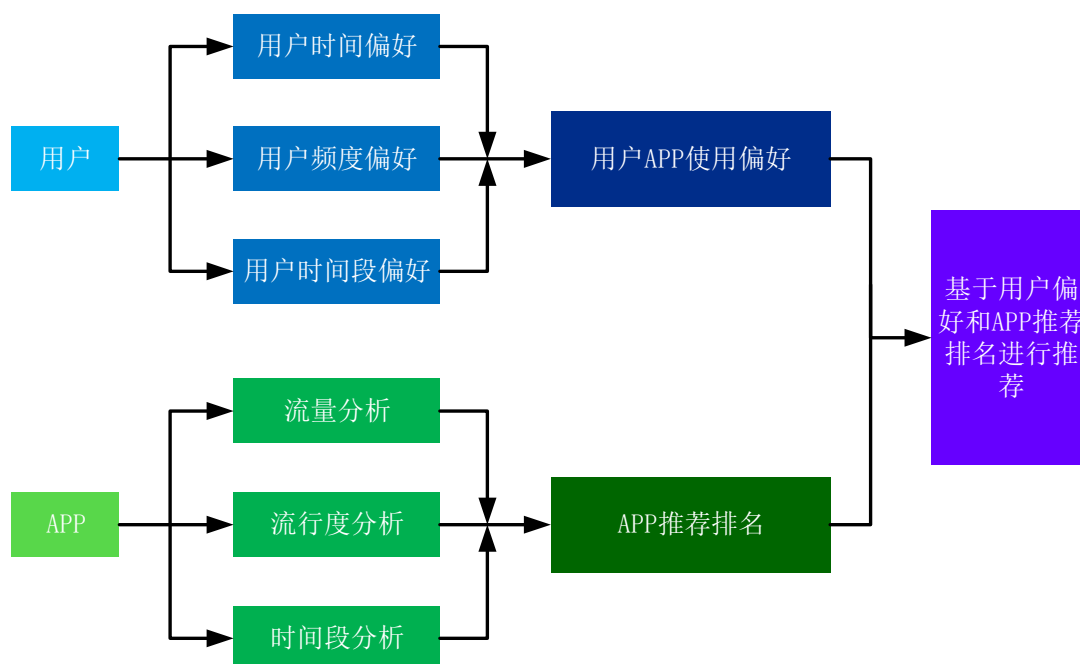 用户时间偏好
用户
用户频度偏好
用户APP使用偏好
用户时间段偏好
基于用户偏
好和APP推荐
排名进行推
荐
流量分析
APP
流行度分析
APP推荐排名
时间段分析